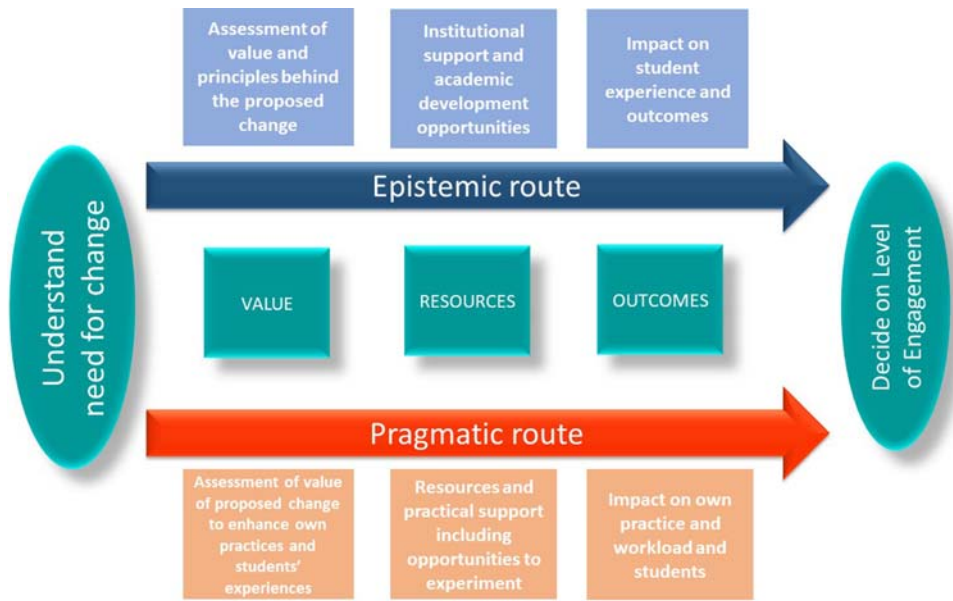 Assessment of
value and
principles behind
the proposed
change
Institutional
support and
academic
development
opportunities
Impact on
student
experience and
outcomes
Epistemic route
Understand
need for change
VALUE
RESOURCES
OUTCOMES
Decide on Level
of Engagement
Pragmatic route
Assessment of value
of proposed change
to enhance own
practices and
students’
experiences
Resources and
practical support
including
opportunities to
experiment
Impact on own
practice and
workload and
students